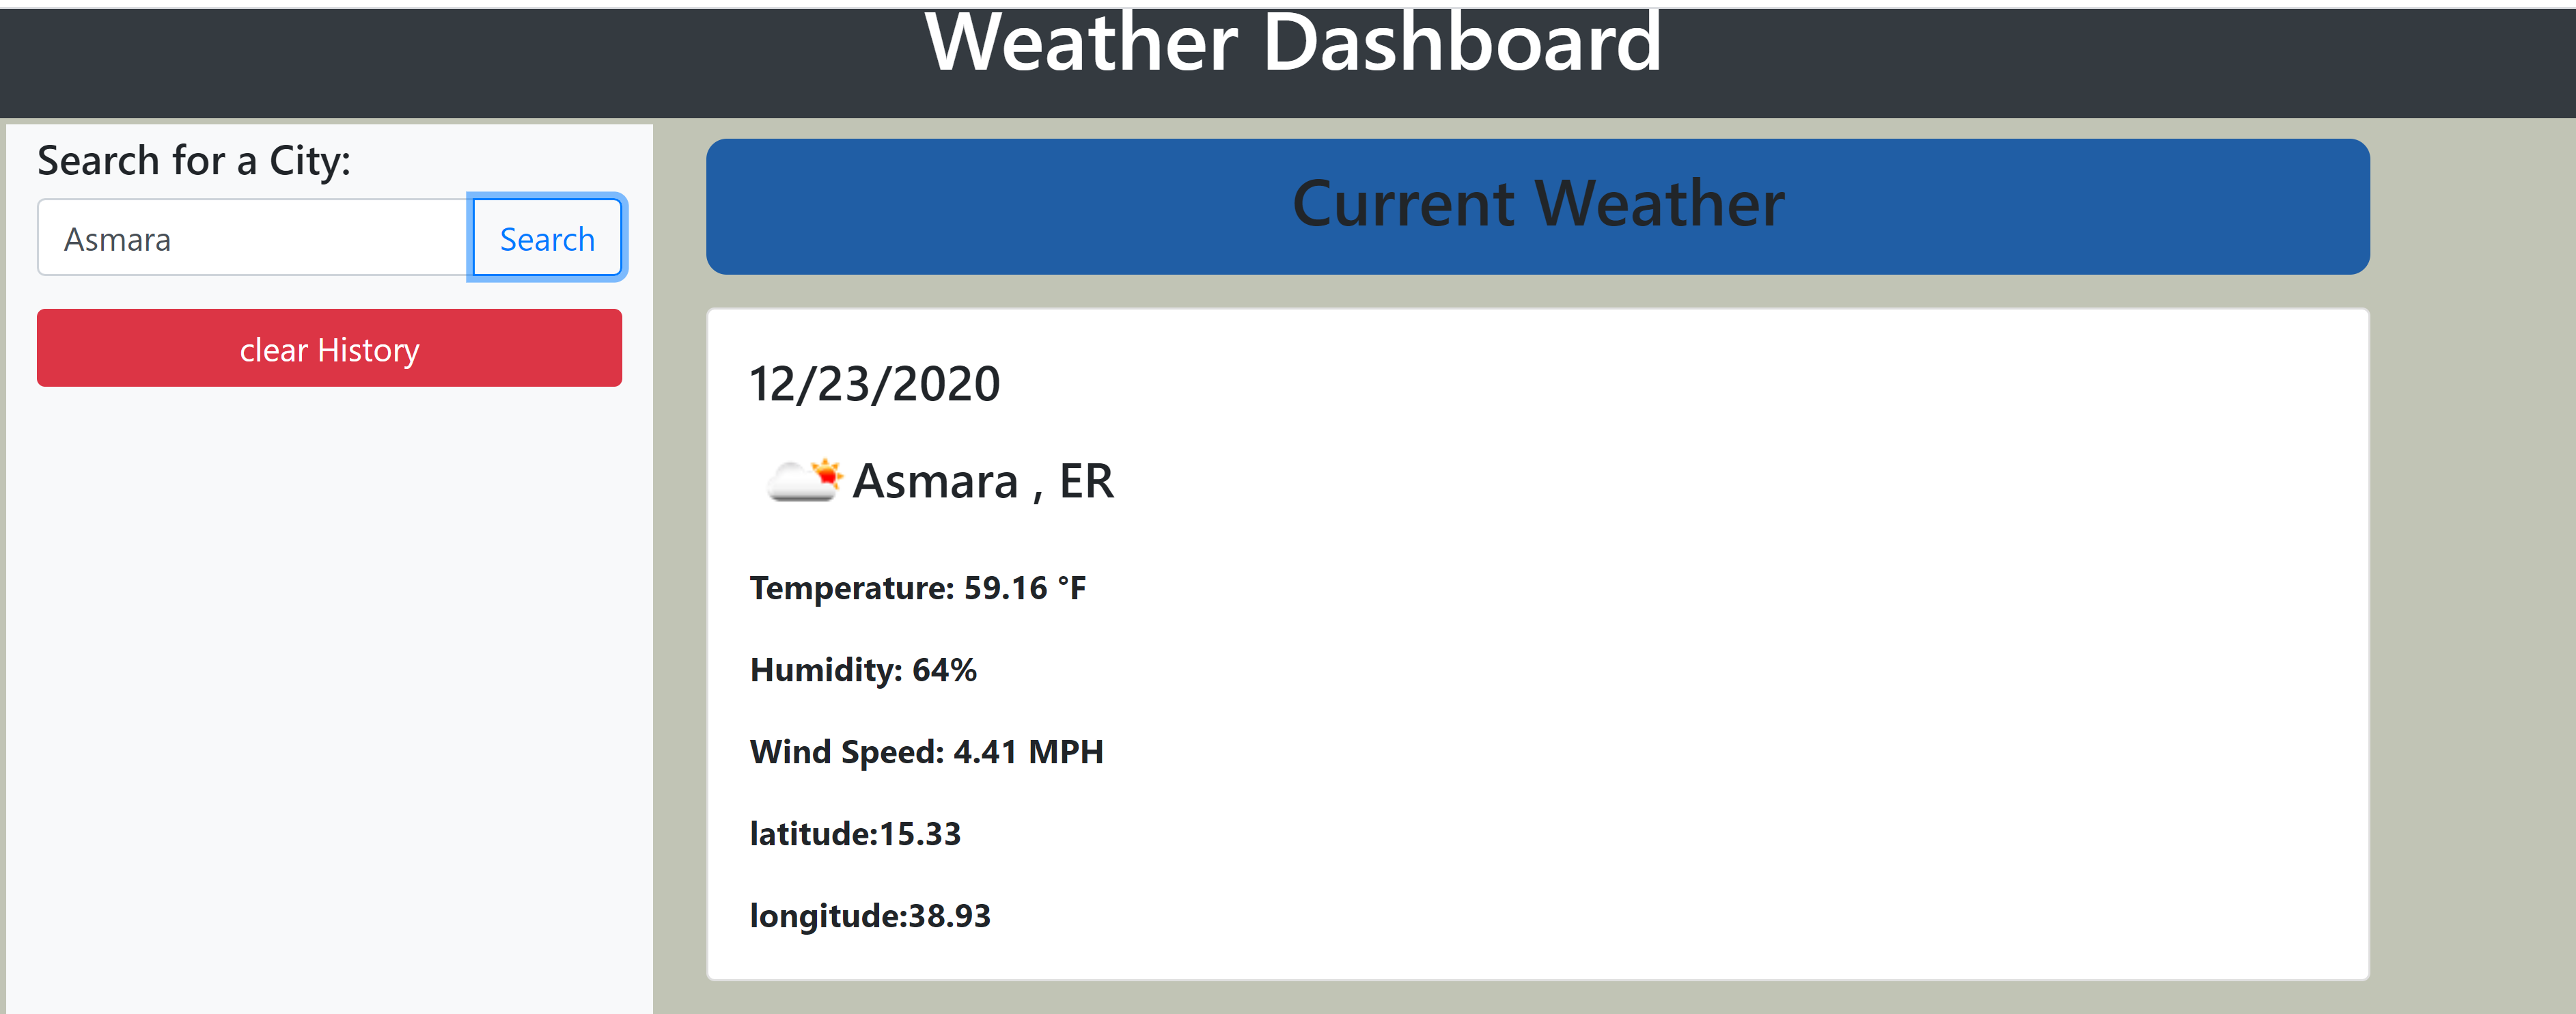 Weather Dashboard
Search for a City:
Asmara
Search
clear History
Current Weather
12/23/2020
Asmara , ER
Temperature: 59.16 °F
Humidity: 64%
Wind Speed: 4.41 MPH
latitude:15.33
longitude:38.93